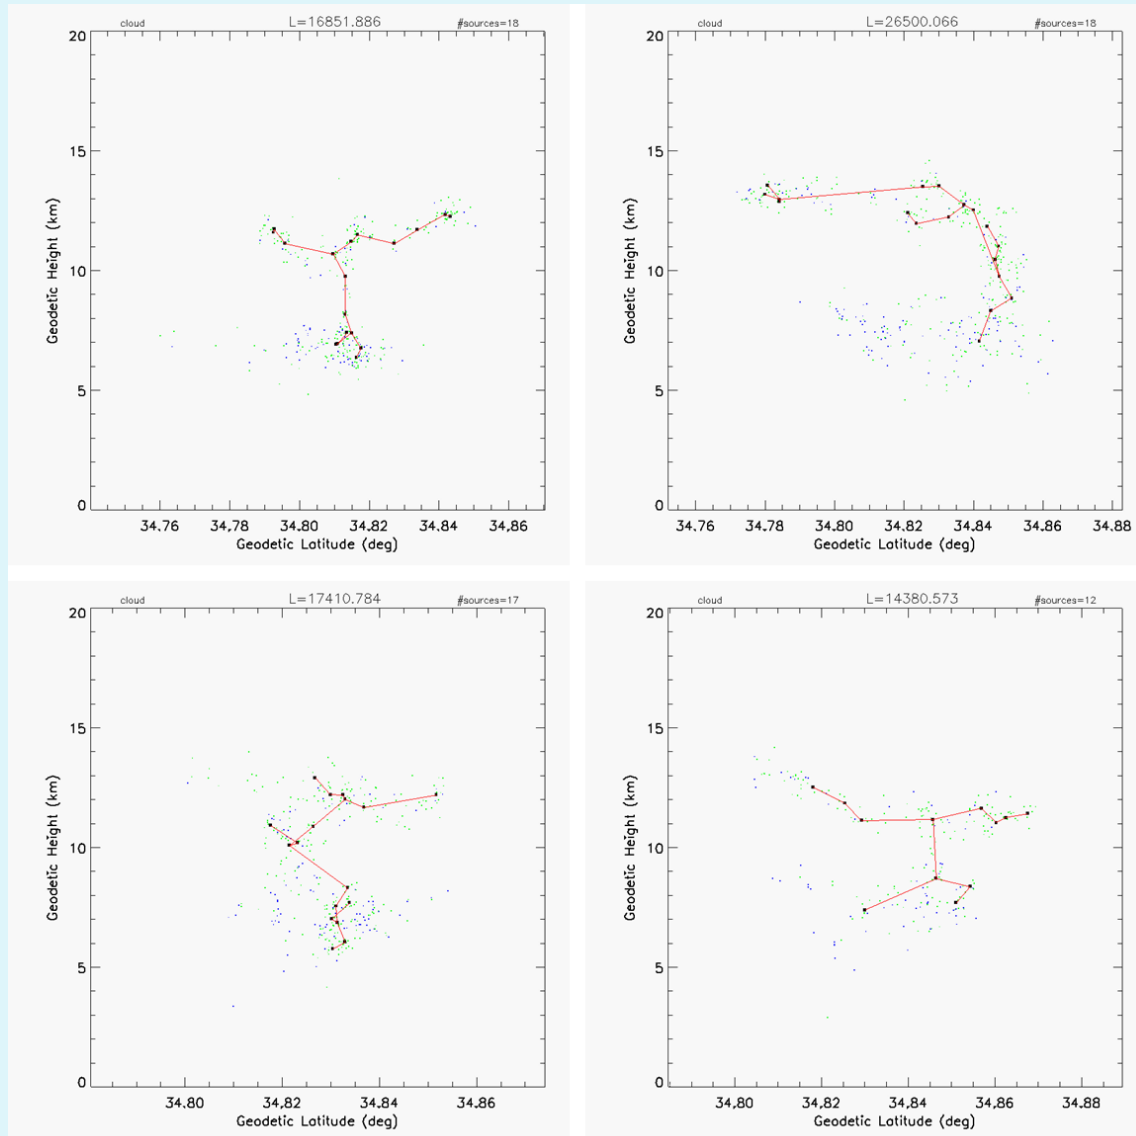 cloud L=16851.886 #sources=18
20
15
10
5
0
Geodetic Height (km)
34.76 34.78 34.80 34.82 34.84 34.86
Geodetic Latitude (deg)
cloud L=26500.066 #sources=18
20
15
10
5
0
Geodetic Height (km)
34.76 34.78 34.80 34.82 34.84 34.86 34.88
Geodetic Latitude (deg)
cloud L=17410.784 #sources=17
20
15
10
5
0
Geodetic Height (km)
34.80 34.82 34.84 34.86
Geodetic Latitude (deg)
cloud L=14380.573 #sources=12
20
15
10
5
0
Geodetic Height (km)
34.80 34.82 34.84 34.86 34.88
Geodetic Latitude (deg)